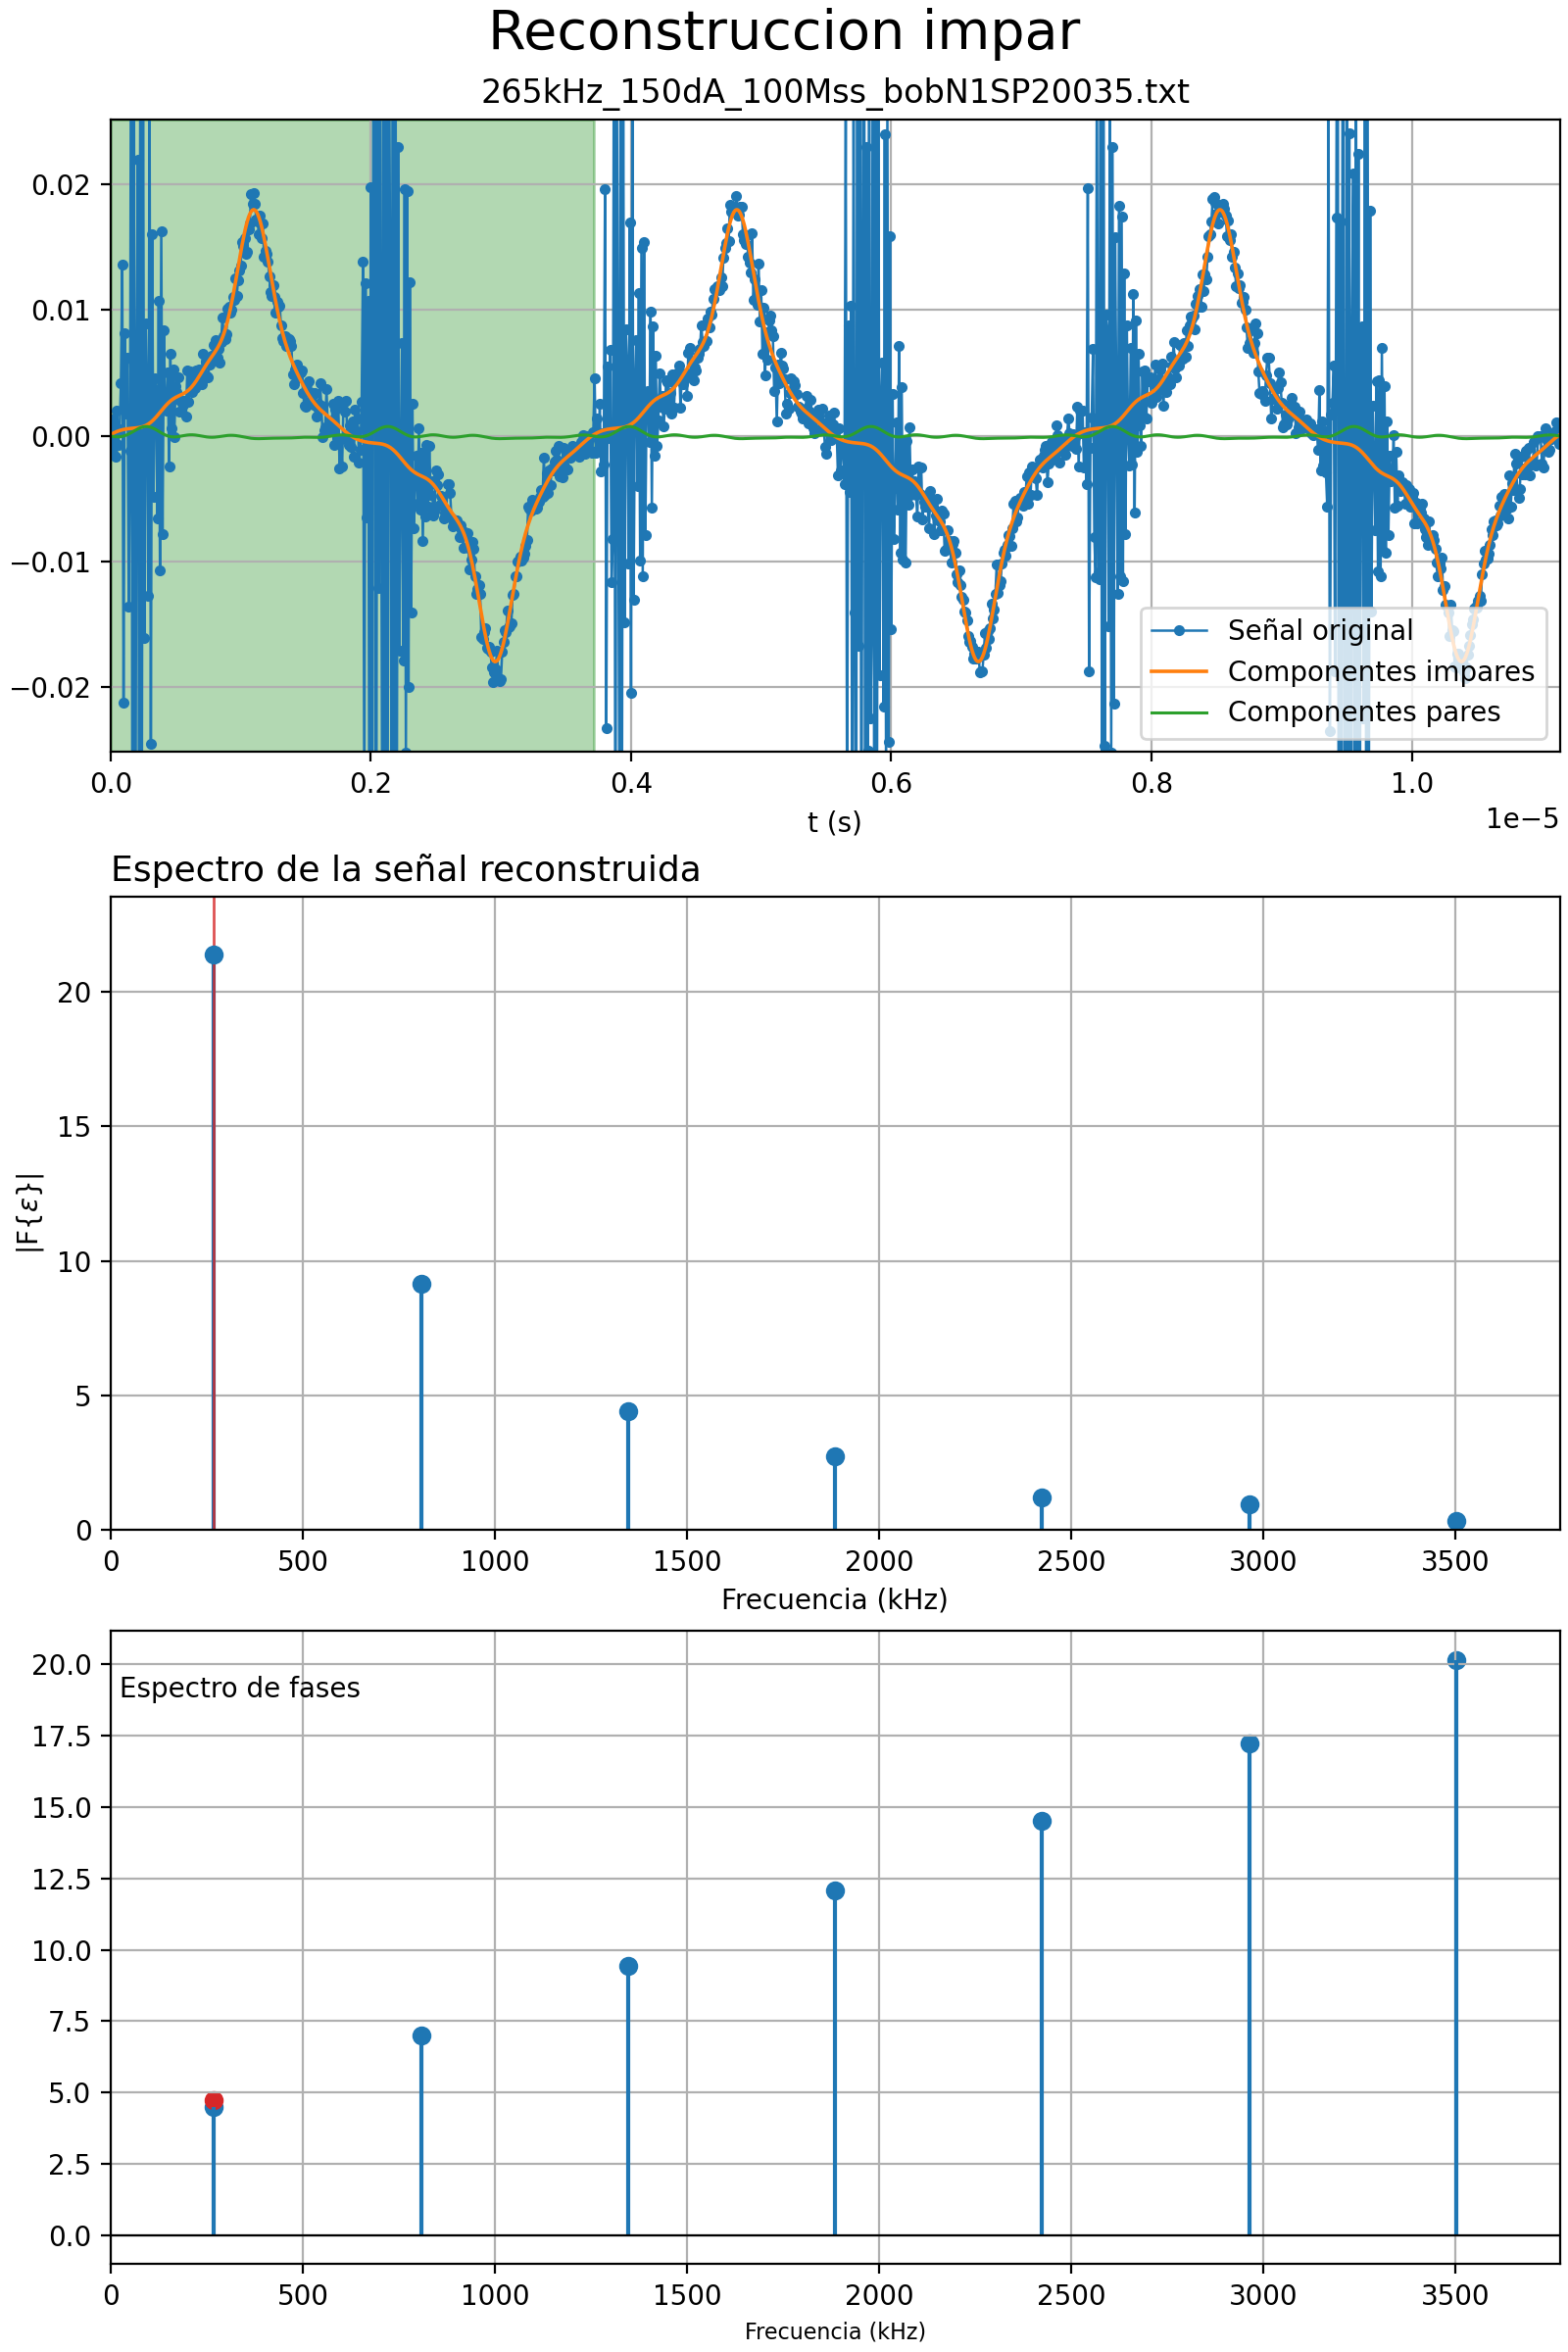 Reconstruccion impar
265kHz_150dA_100Mss_bobN1SP20035.txt
0.02
0.01
0.00
−0.01
−0.02
Señal original
Componentes impares
Componentes pares
0.0 0.2 0.4 0.6 0.8 1.0
t (s)
1e−5
Espectro de la señal reconstruida
20
15
10
5
0
|F{ε}|
0 500 1000 1500 2000 2500 3000 3500
Frecuencia (kHz)
20.0
Espectro de fases
17.5
15.0
12.5
10.0
7.5
5.0
2.5
0.0
0 500 1000 1500 2000 2500 3000 3500
Frecuencia (kHz)